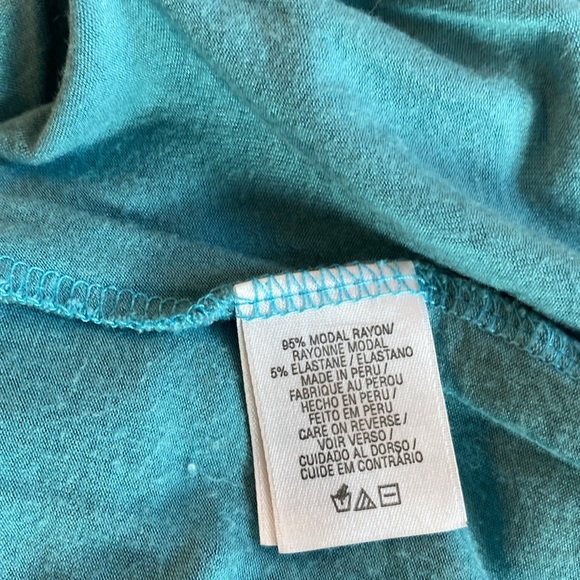 95% MODAL RAYON/
RAYONNE MODAL
5% ELASTANE / ELASTANO
MADE IN PERU /
FABRIQUE AU PEROU
HECHO EN PERU /
FEITO EM PERU
CARE ON REVERSE /
VOIR VERSO /
CUIDADO AL DORSO /
CUIDE EM CONTRÁRIO